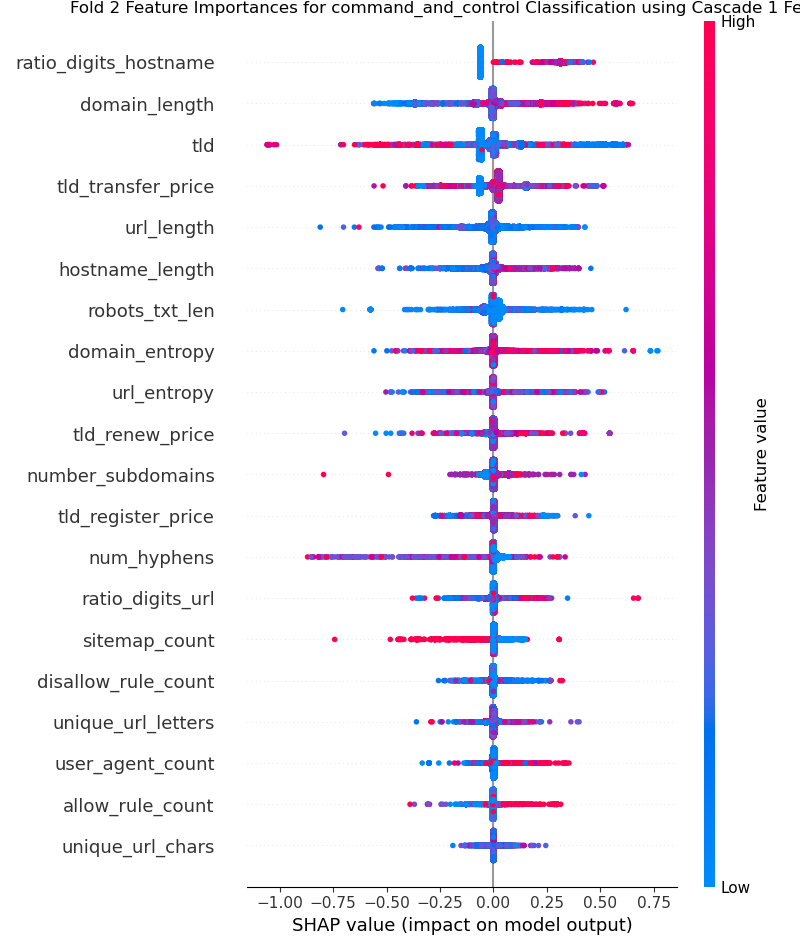 Fold 2 Feature Importances for command_and_control Classification using Cascade 1 Fe
High
ratio_digits_hostname
domain_length
tld
tld_transfer_price
url_length
hostname_length
robots_txt_len
domain_entropy
url_entropy
tld_renew_price
number_subdomains
tld_register_price
num_hyphens
ratio_digits_url
sitemap_count
disallow_rule_count
unique_url_letters
user_agent_count
allow_rule_count
unique_url_chars
Feature value
Low
−1.00 −0.75 −0.50 −0.25 0.00 0.25 0.50 0.75
SHAP value (impact on model output)